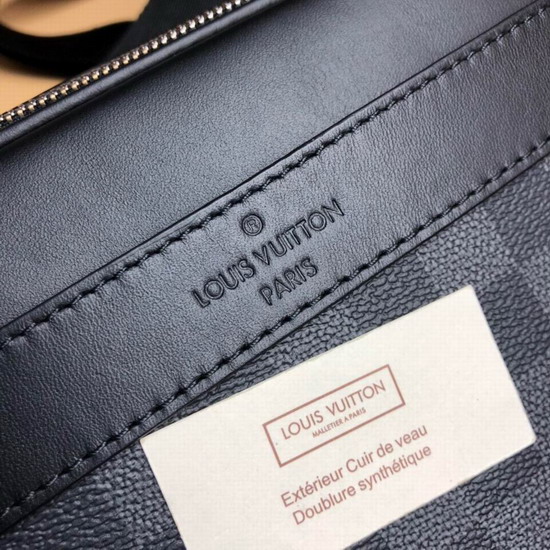 ®
LOUIS VUITTON
PARIS
LOUIS VUITTON
MALLETIER A PARIS
Extérieur Cuir de veau
Doublure synthétique